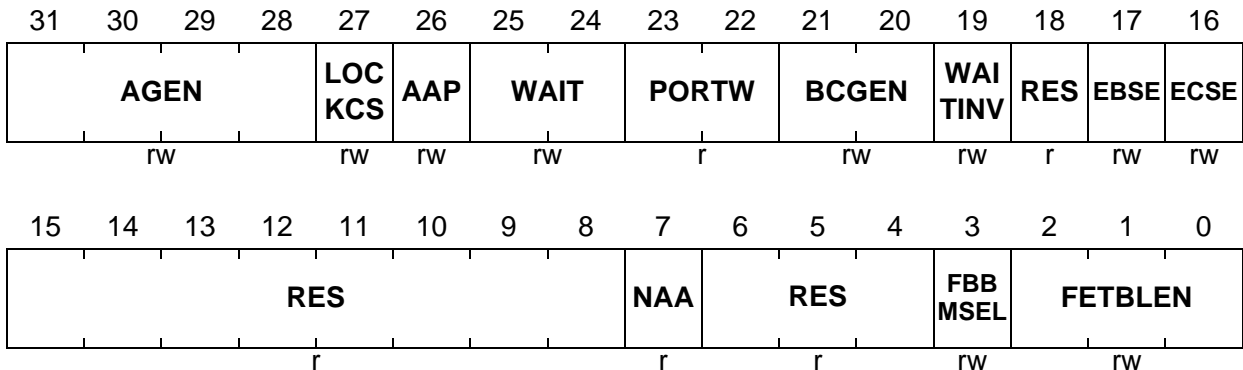 31 30 29 28 27 26 25 24 23 22 21 20 19 18 17 16
AGEN LOC KCS AAP WAIT PORTW BCGEN WAI TINV RES EBSE ECSE
rw rw rw rw r rw rw r rw rw
15 14 13 12 11 10 9 8 7 6 5 4 3 2 1 0
RES NAA RES FBB MSEL FETBLEN
r r r rw rw